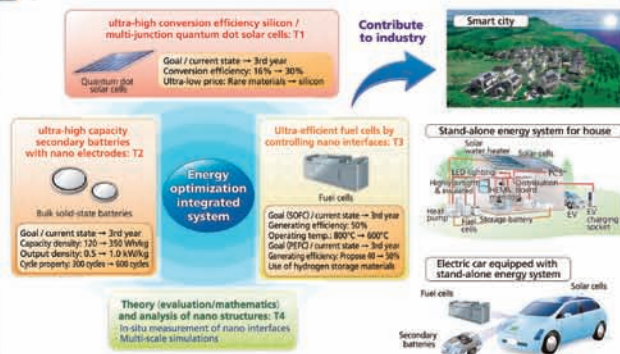 ultra-high conversion efficiency silicon /
multi-junction quantum dot solar cells: T1
Quantum dot
solar cells
Goal / current state → 3rd year
Conversion efficiency: 16% → 30%
Ultra-low price: Rare materials → silicon
Contribute
to industry
Smart city
ultra-high capacity
secondary batteries
with nano electrodes: T2
Bulk solid-state batteries
Goal / current state → 3rd year
Capacity density: 120 → 350 Wh/kg
Output density: 0.5 → 1.0 kW/kg
Cycle property: 300 cycles → 600 cycles
Energy
optimization
integrated
system
Ultra-efficient fuel cells by
controlling nano interfaces: T3
Fuel cells
Goal (SOFC) / current state → 3rd year
Generating efficiency: 50%
Operating temp.: 800°C → 600°C
Goal (PEFC) / current state → 3rd year
Generating efficiency: Propose 40 → 50%
Use of hydrogen storage materials
Theory (evaluation/mathematics)
and analysis of nano structures: T4
· In-situ measurement of nano interfaces
· Multi-scale simulations
Stand-alone energy system for house
Solar
water heater
Solar cells
LED lighting
PCS
Distribution
board
HEMS
Heat
pump
Fuel
cells
Storage battery
EV
EV
charging
socket
Electric car equipped with
stand-alone energy system
Fuel cells
Solar cells
Secondary
batteries